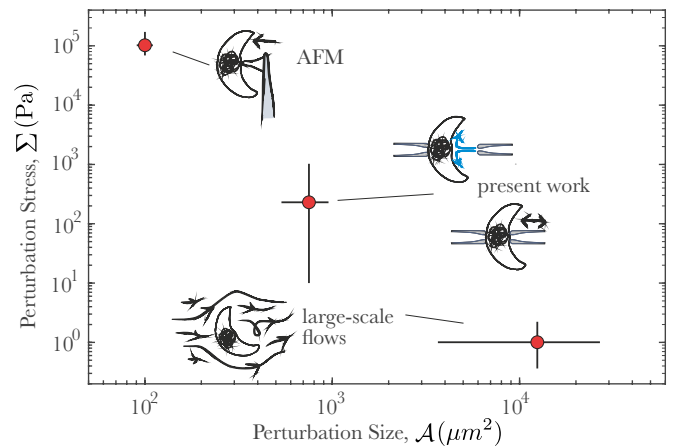 10^5
AFM
10^4
10^3
present work
10^2
10^1
large-scale
flows
10^0
Perturbation Stress, Σ (Pa)
10^2 10^3 10^4
Perturbation Size, 𝒜 (μm^2)